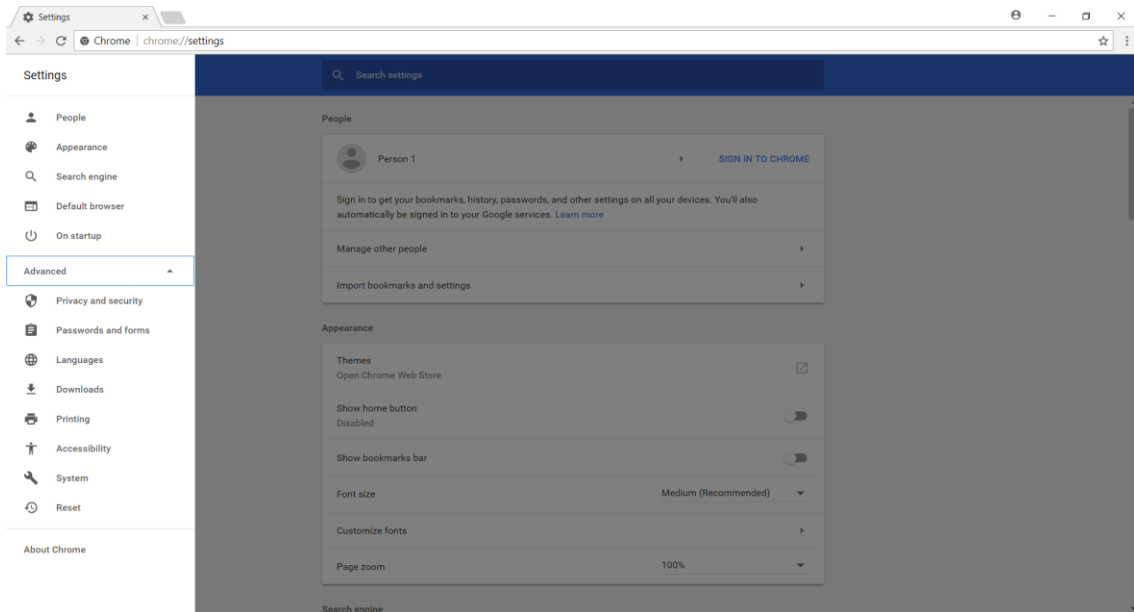 Settings
Chrome | chrome://settings
Settings
People
Appearance
Search engine
Default browser
On startup
Advanced
Privacy and security
Passwords and forms
Languages
Downloads
Printing
Accessibility
System
Reset
About Chrome
Search settings
People
Person 1
SIGN IN TO CHROME
Sign in to get your bookmarks, history, passwords, and other settings on all your devices. You'll also
automatically be signed in to your Google services. Learn more
Manage other people
Import bookmarks and settings
Appearance
Themes
Open Chrome Web Store
Show home button
Disabled
Show bookmarks bar
Font size Medium (Recommended)
Customize fonts
Page zoom 100%
Search engine